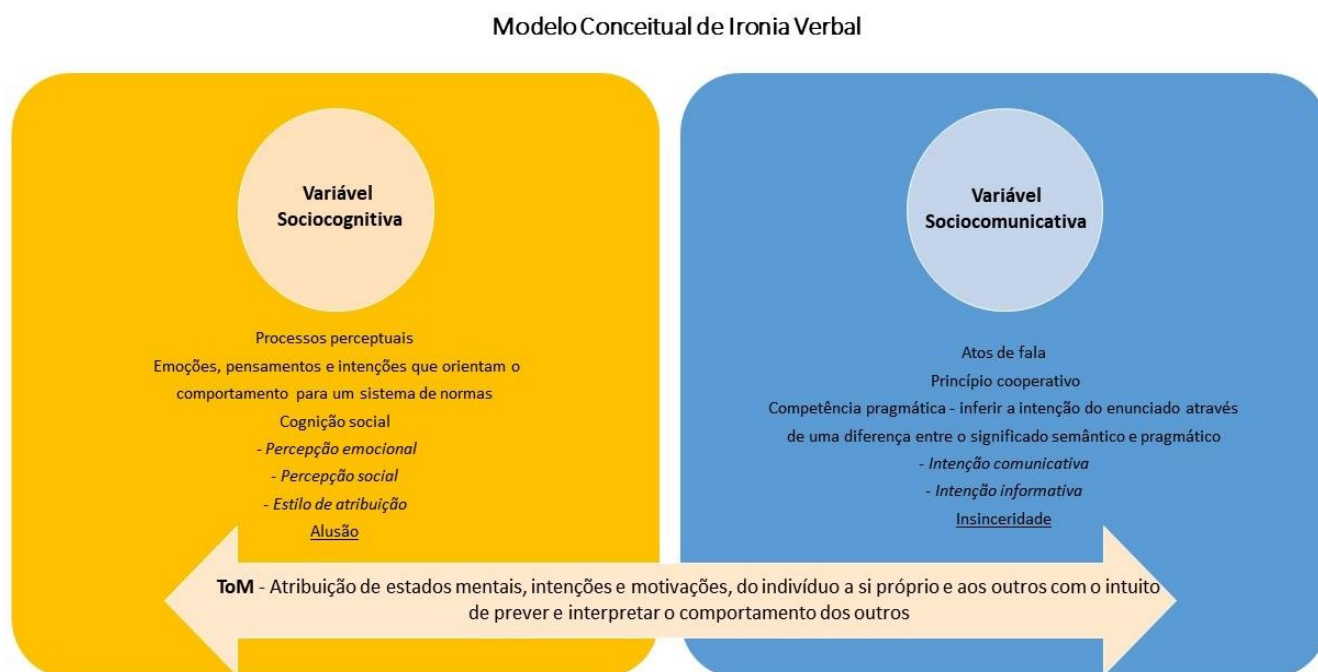 Modelo Conceitual de Ironia Verbal
Variável
Sociocognitiva
Processos perceptuais
Emoções, pensamentos e intenções que orientam o
comportamento para um sistema de normas
Cognição social
- Percepção emocional
- Percepção social
- Estilo de atribuição
Alusão
Variável
Sociocomunicativa
Atos de fala
Princípio cooperativo
Competência pragmática - inferir a intenção do enunciado através
de uma diferença entre o significado semântico e pragmático
- Intenção comunicativa
- Intenção informativa
Insinceridade
ToM - Atribuição de estados mentais, intenções e motivações, do indivíduo a si próprio e aos outros com o intuito
de prever e interpretar o comportamento dos outros